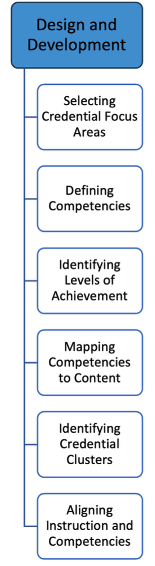 Design and
Development
Selecting
Credential Focus
Areas
Defining
Competencies
Identifying
Levels of
Achievement
Mapping
Competencies
to Content
Identifying
Credential
Clusters
Aligning
Instruction and
Competencies